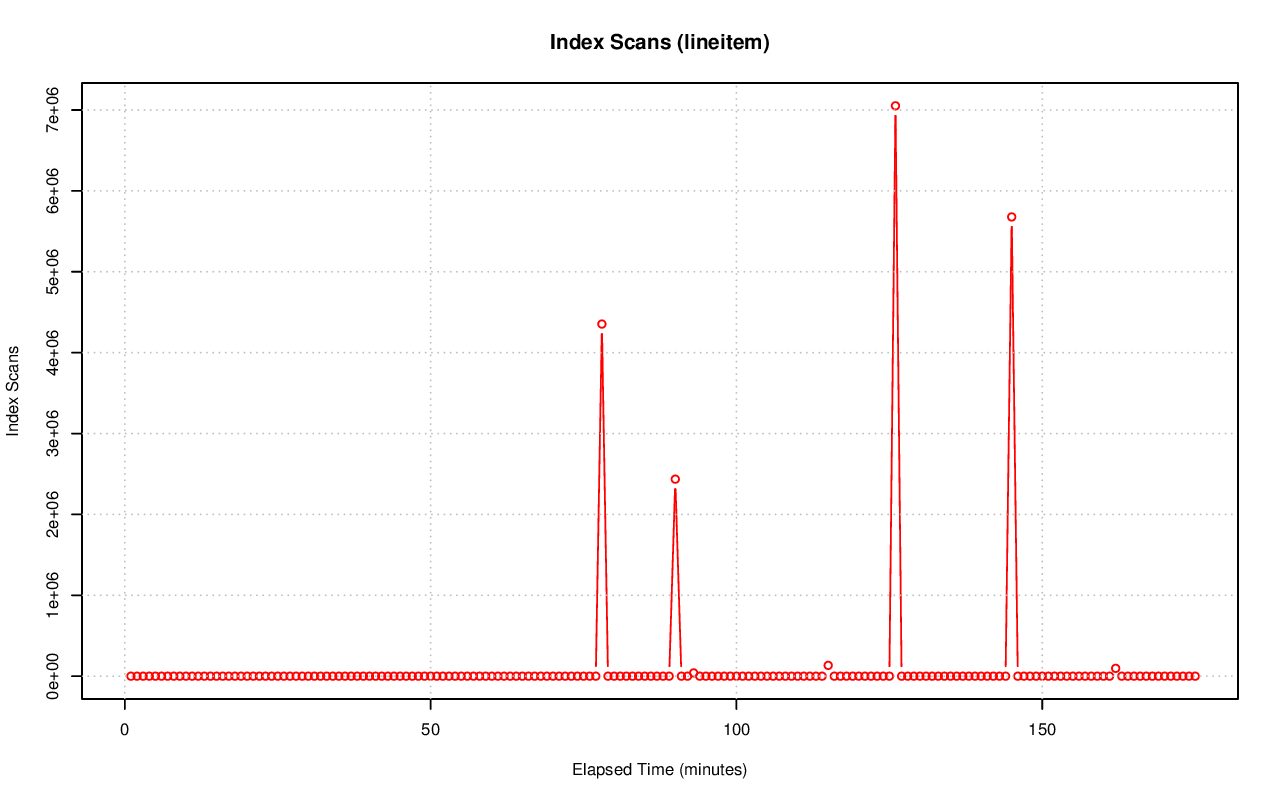 Index Scans (lineitem)
Index Scans
7e+06
6e+06
5e+06
4e+06
3e+06
2e+06
1e+06
0e+00
0 50 100 150
Elapsed Time (minutes)